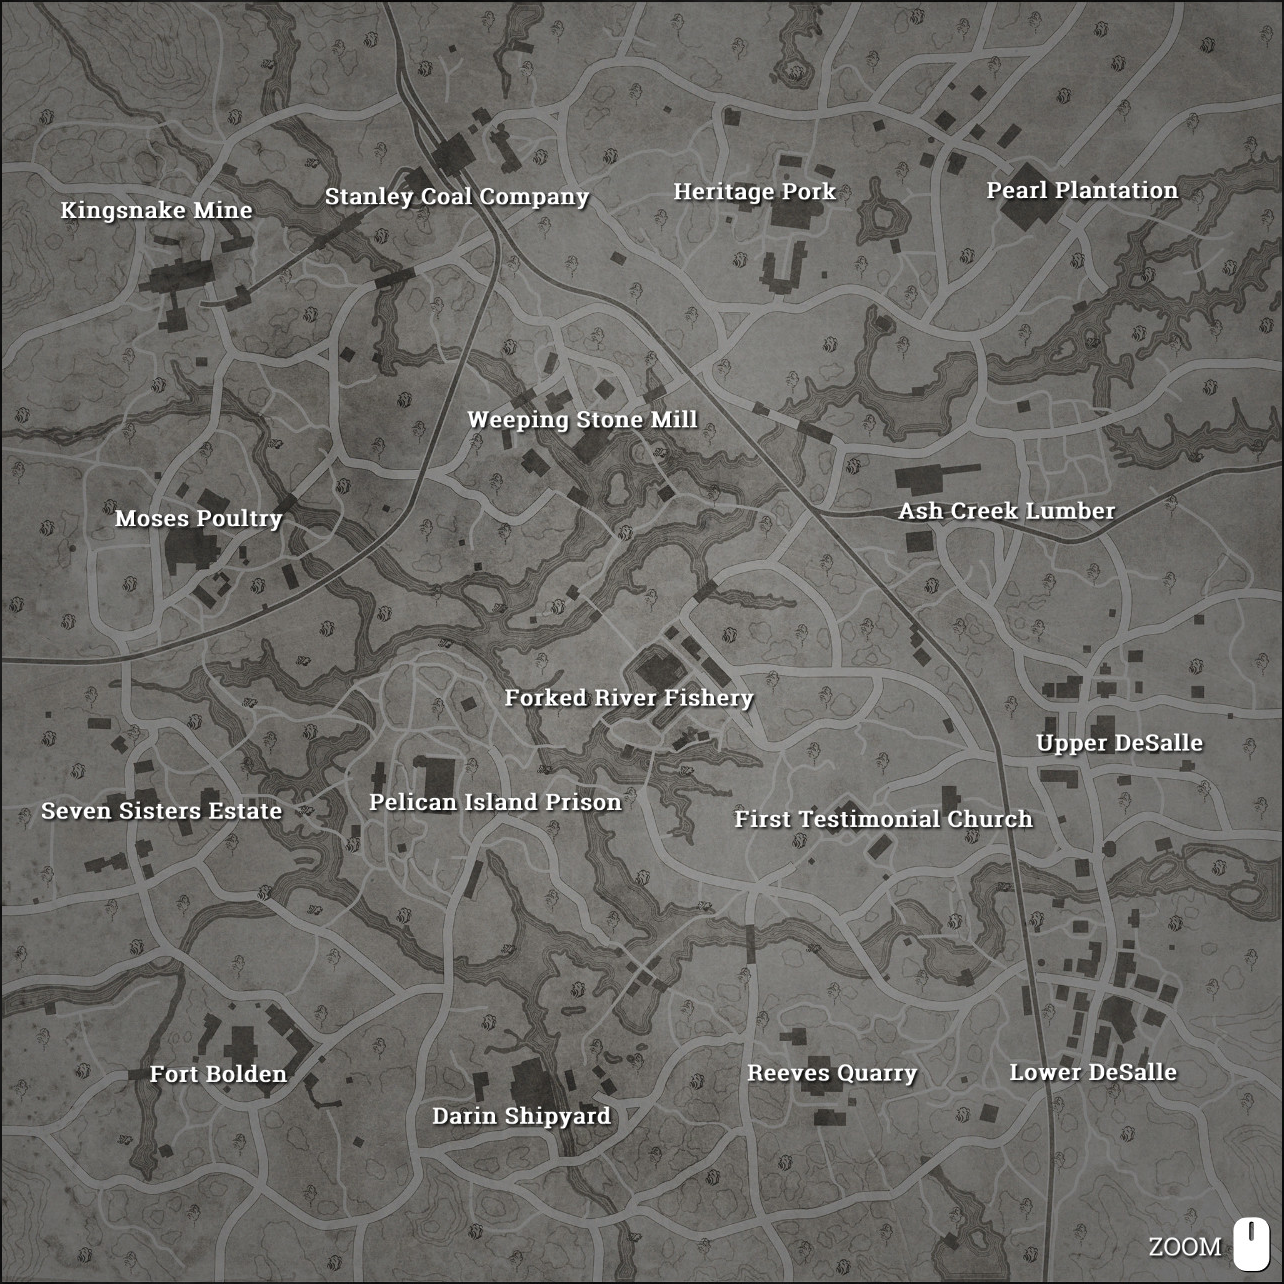 Stanley Coal Company
Heritage Pork
Pearl Plantation
Kingsnake Mine
Weeping Stone Mill
Moses Poultry
Ash Creek Lumber
Forked River Fishery
Upper DeSalle
Seven Sisters Estate
Pelican Island Prison
First Testimonial Church
Fort Bolden
Reeves Quarry
Lower DeSalle
Darin Shipyard
ZOOM